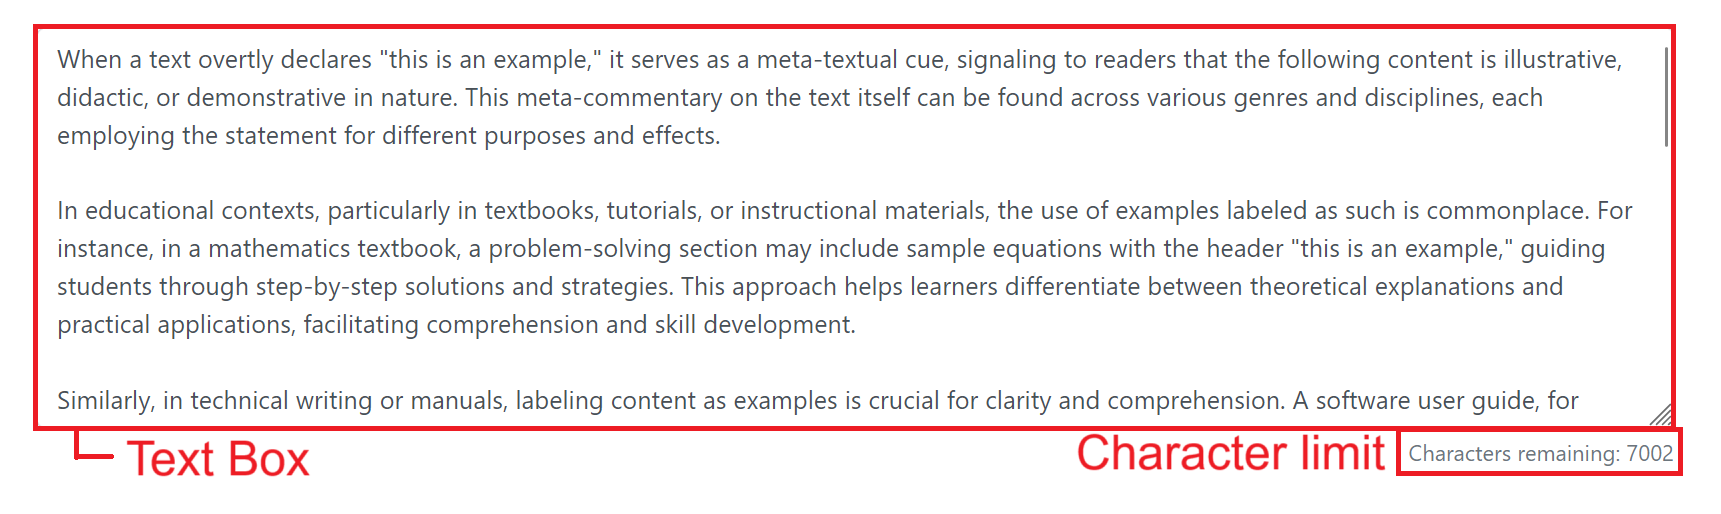 When a text overtly declares "this is an example," it serves as a meta-textual cue, signaling to readers that the following content is illustrative,
didactic, or demonstrative in nature. This meta-commentary on the text itself can be found across various genres and disciplines, each
employing the statement for different purposes and effects.
In educational contexts, particularly in textbooks, tutorials, or instructional materials, the use of examples labeled as such is commonplace. For
instance, in a mathematics textbook, a problem-solving section may include sample equations with the header "this is an example," guiding
students through step-by-step solutions and strategies. This approach helps learners differentiate between theoretical explanations and
practical applications, facilitating comprehension and skill development.
Similarly, in technical writing or manuals, labeling content as examples is crucial for clarity and comprehension. A software user guide, for
Text Box
Character limit
Characters remaining: 7002